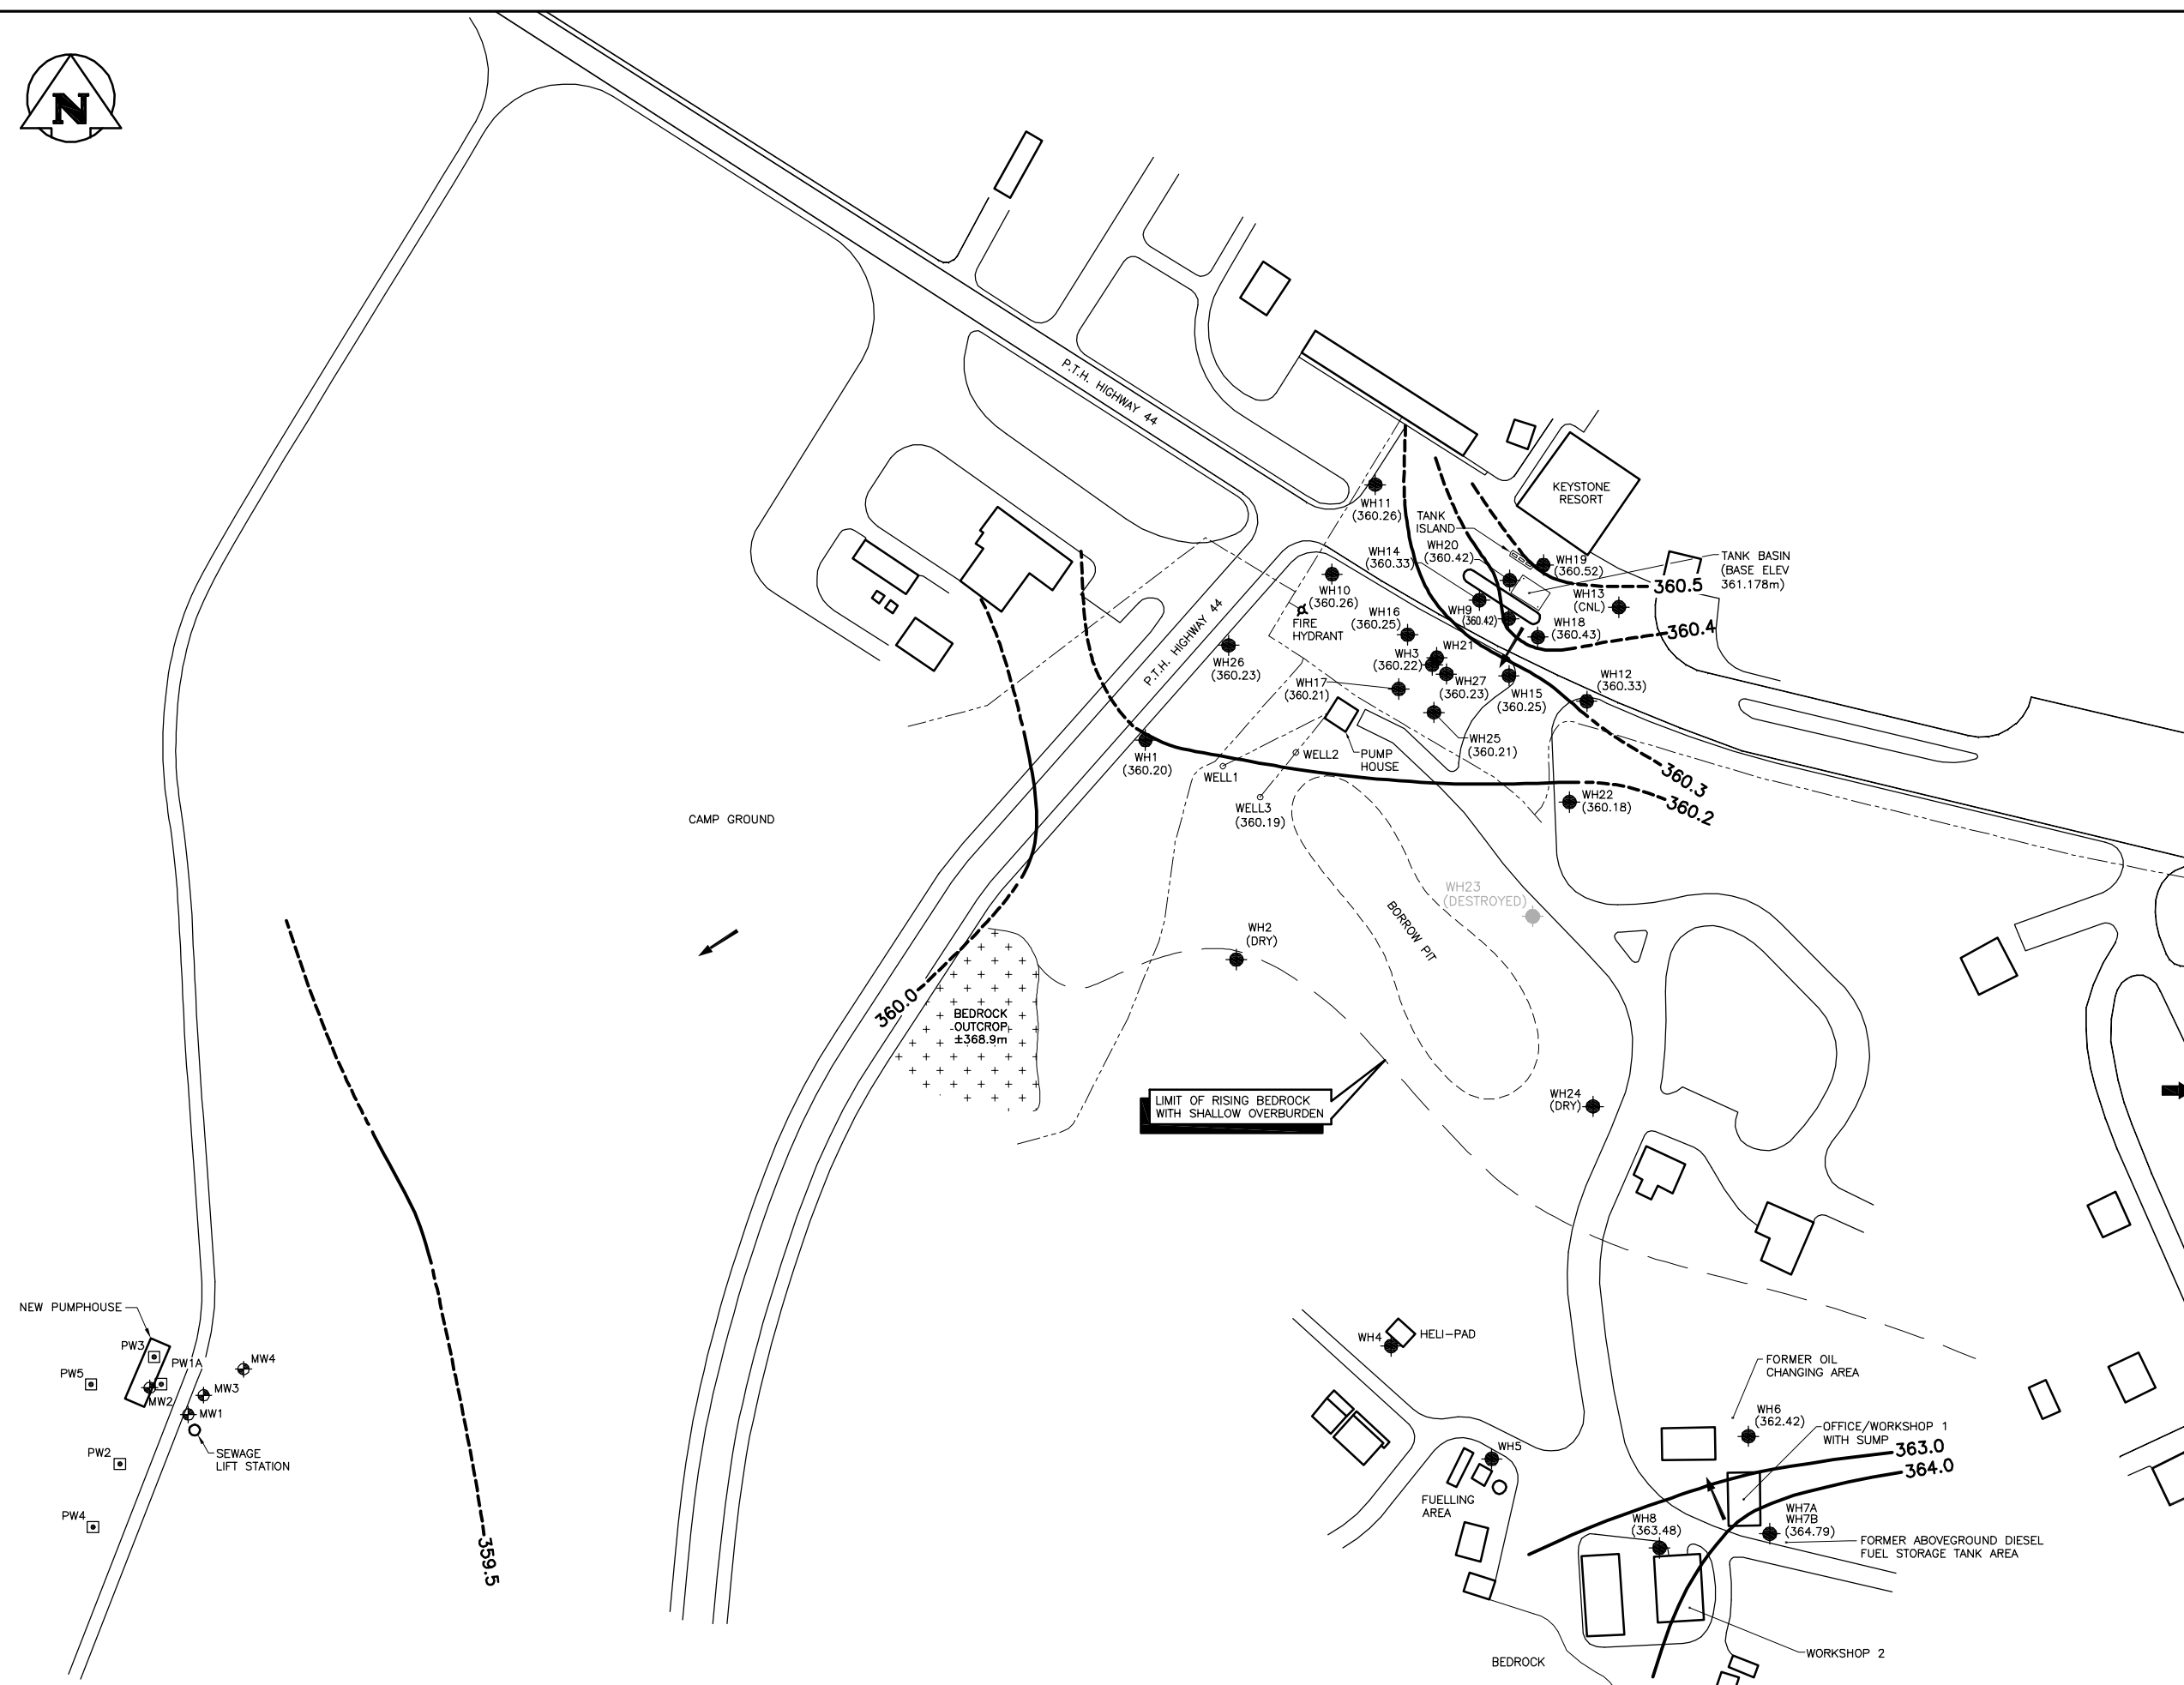 N
P.T.H. HIGHWAY 44
KEYSTONE
RESORT
WH11
(360.26)
TANK
ISLAND
WH20
(360.42)
WH14
(360.33)
WH19
(360.52)
TANK BASIN
(BASE ELEV
361.178m)
360.5
WH10
(360.26)
WH13
(CNL)
FIRE
HYDRANT
WH16
(360.25)
WH9
(360.42)
WH18
(360.43)
360.4
P.T.H. HIGHWAY 44
WH26
(360.23)
WH3
(360.22)
WH21
WH17
(360.21)
WH27
(360.23)
WH15
(360.25)
WH12
(360.33)
WH25
(360.21)
WH1
(360.20)
WELL1
WELL2
PUMP
HOUSE
360.3
WELL3
(360.19)
WH22
(360.18)
360.2
CAMP GROUND
WH23
(DESTROYED)
BORROW PIT
WH2
(DRY)
360.0
BEDROCK
OUTCROP
±368.9m
LIMIT OF RISING BEDROCK
WITH SHALLOW OVERBURDEN
WH24
(DRY)
NEW PUMPHOUSE
PW3
PW1A
MW4
PW5
MW2
MW3
MW1
SEWAGE
LIFT STATION
PW2
PW4
359.5
WH4
HELI-PAD
FORMER OIL
CHANGING AREA
WH6
(362.42)
OFFICE/WORKSHOP 1
WITH SUMP
363.0
364.0
WH5
FUELLING
AREA
WH8
(363.48)
WH7A
WH7B
(364.79)
FORMER ABOVEGROUND DIESEL
FUEL STORAGE TANK AREA
WORKSHOP 2
BEDROCK